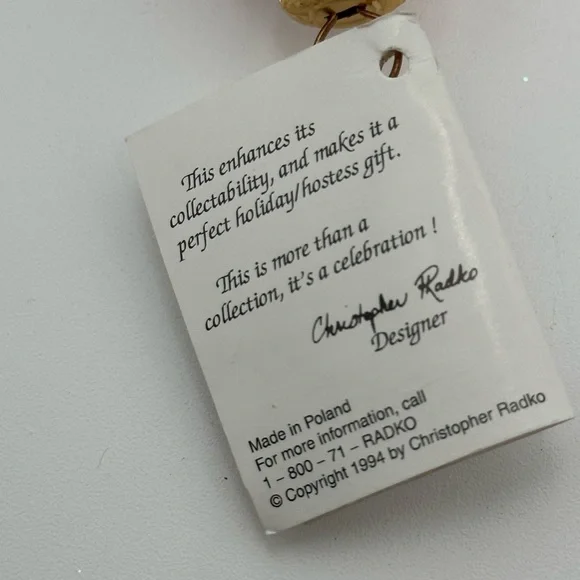 This enhances its
collectability, and makes it a
perfect holiday/hostess gift.
This is more than a
collection, it's a celebration !
Christopher Radko
Designer
Made in Poland
For more information, call
1 – 800 – 71 – RADKO
© Copyright 1994 by Christopher Radko